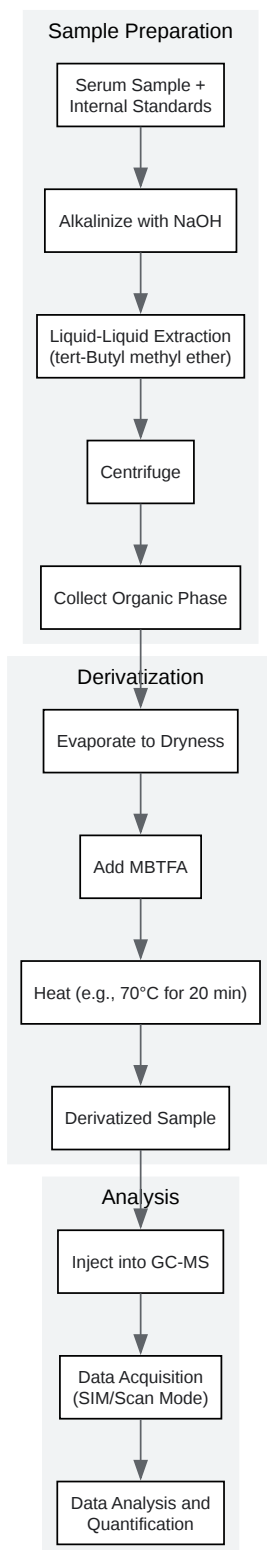 Sample Preparation
Serum Sample +
Internal Standards
Alkalinize with NaOH
Liquid-Liquid Extraction
(tert-Butyl methyl ether)
Centrifuge
Collect Organic Phase
Derivatization
Evaporate to Dryness
Add MBTFA
Heat (e.g., 70°C for 20 min)
Derivatized Sample
Analysis
Inject into GC-MS
Data Acquisition
(SIM/Scan Mode)
Data Analysis and
Quantification